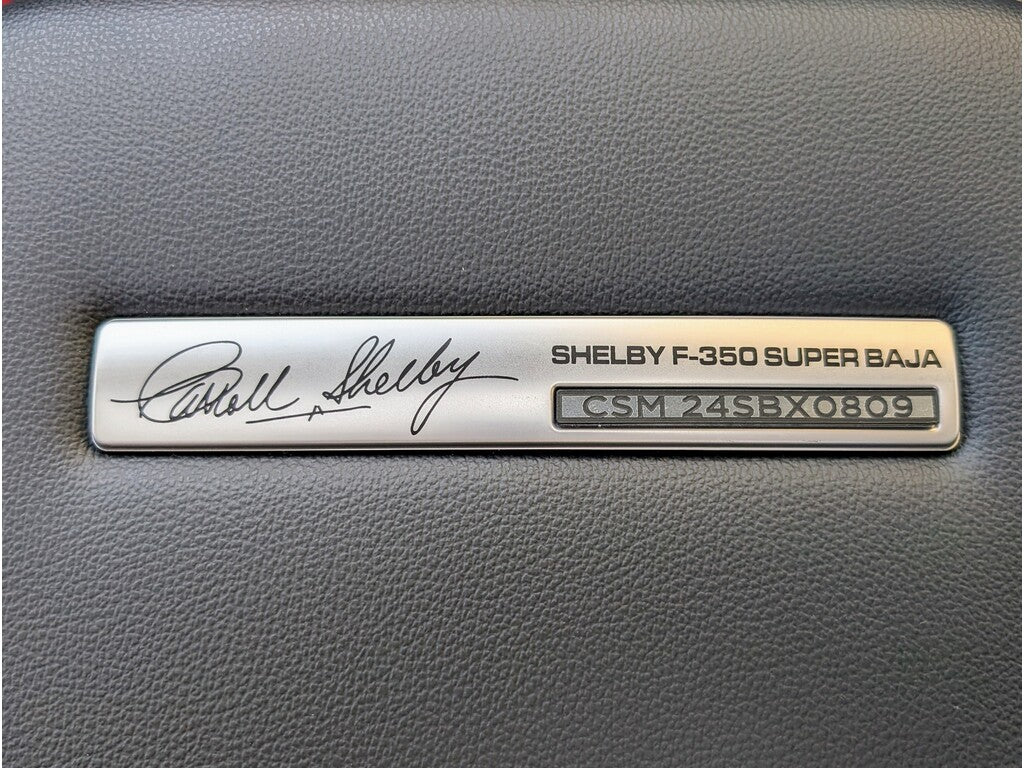 Carroll Shelby
SHELBY F-350 SUPER BAJA
CSM 24SBX0809